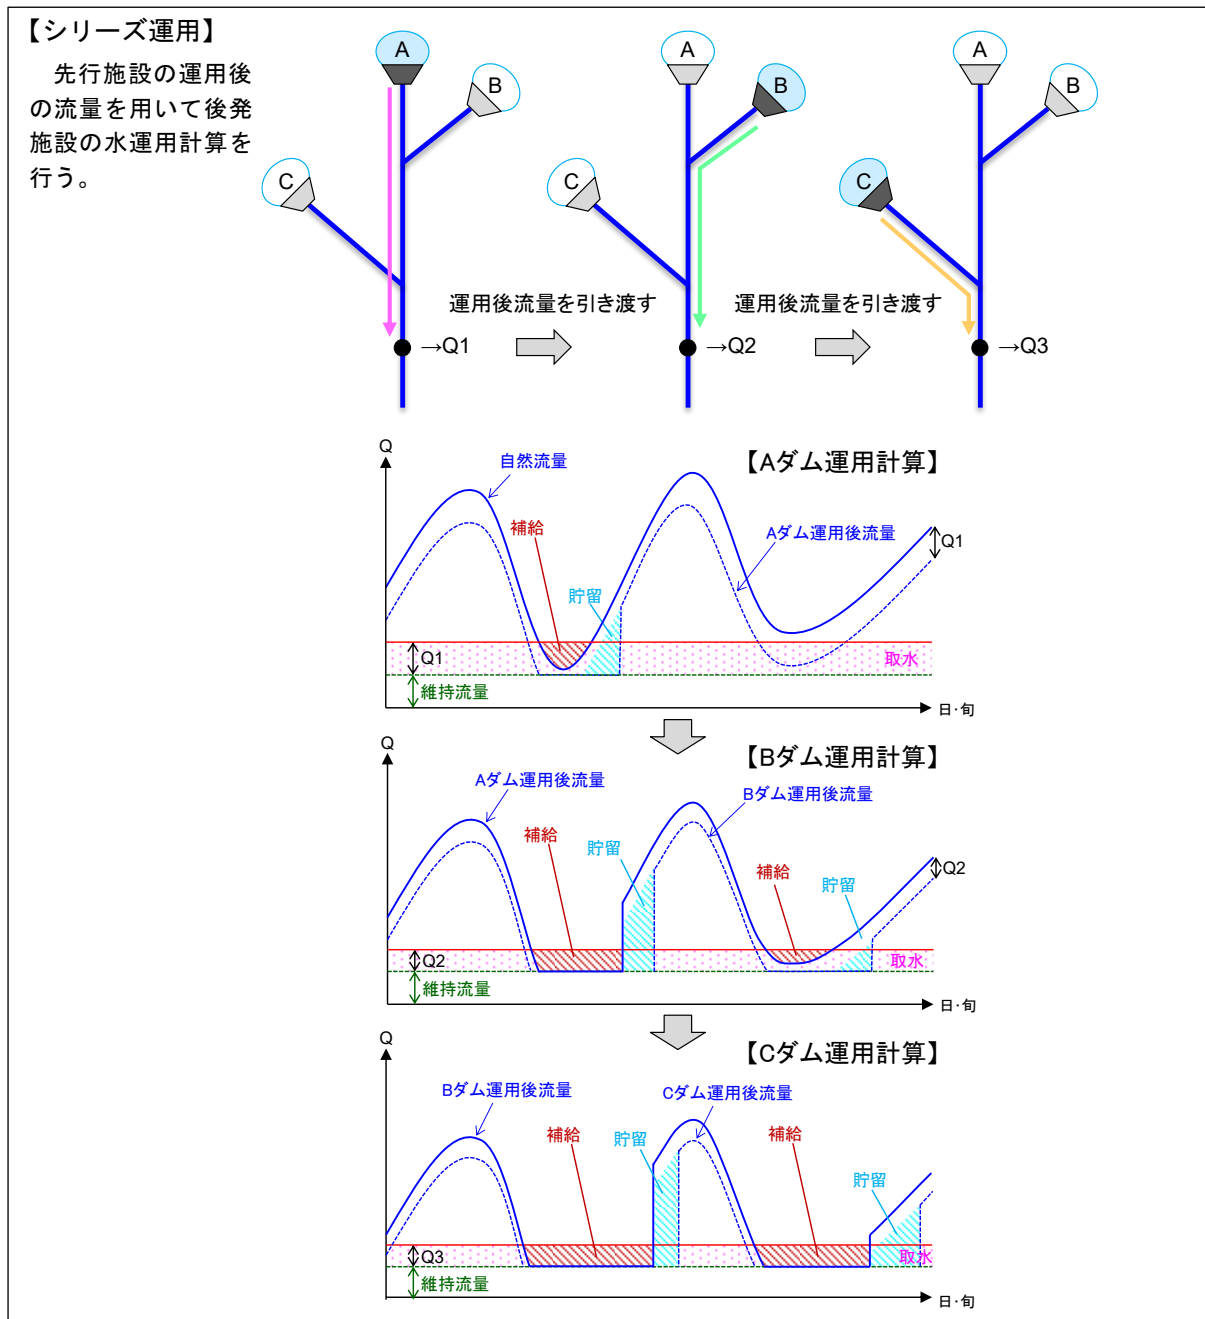 【シリーズ運用】
先行施設の運用後
の流量を用いて後発
施設の水運用計算を
行う。
A
B
C
→Q1
運用後流量を引き渡す
A
B
C
→Q2
運用後流量を引き渡す
A
B
C
→Q3
【Aダム運用計算】
Q
自然流量
補給
貯留
Aダム運用後流量
Q1
Q1
取水
維持流量
日・旬
【Bダム運用計算】
Q
Aダム運用後流量
補給
貯留
Bダム運用後流量
補給
貯留
Q2
Q2
取水
維持流量
日・旬
【Cダム運用計算】
Q
Bダム運用後流量
補給
貯留
Cダム運用後流量
補給
貯留
Q3
取水
維持流量
日・旬